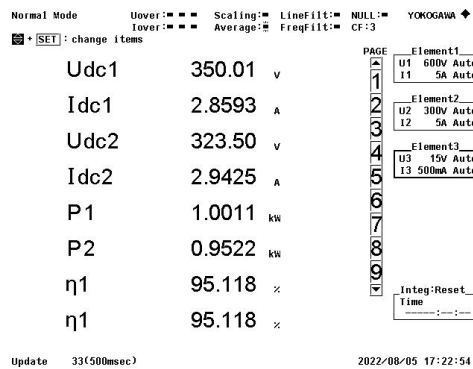 Normal Mode Uover: Scaling: LineFilt: NULL: YOKOGAWA
Iover: Average: FreqFilt: CF:3
+ SET : change items
PAGE
Udc1 350.01 V
Idc1 2.8593 A
Udc2 323.50 V
Idc2 2.9425 A
P1 1.0011 kW
P2 0.9522 kW
η1 95.118 %
η1 95.118 %
1
2
3
4
5
6
7
8
9
Element1
U1 600V Auto
I1 5A Auto
Element2
U2 300V Auto
I2 5A Auto
Element3
U3 15V Auto
I3 500mA Auto
Integ:Reset
Time
-----:--:--
Update 33(500msec) 2022/08/05 17:22:54